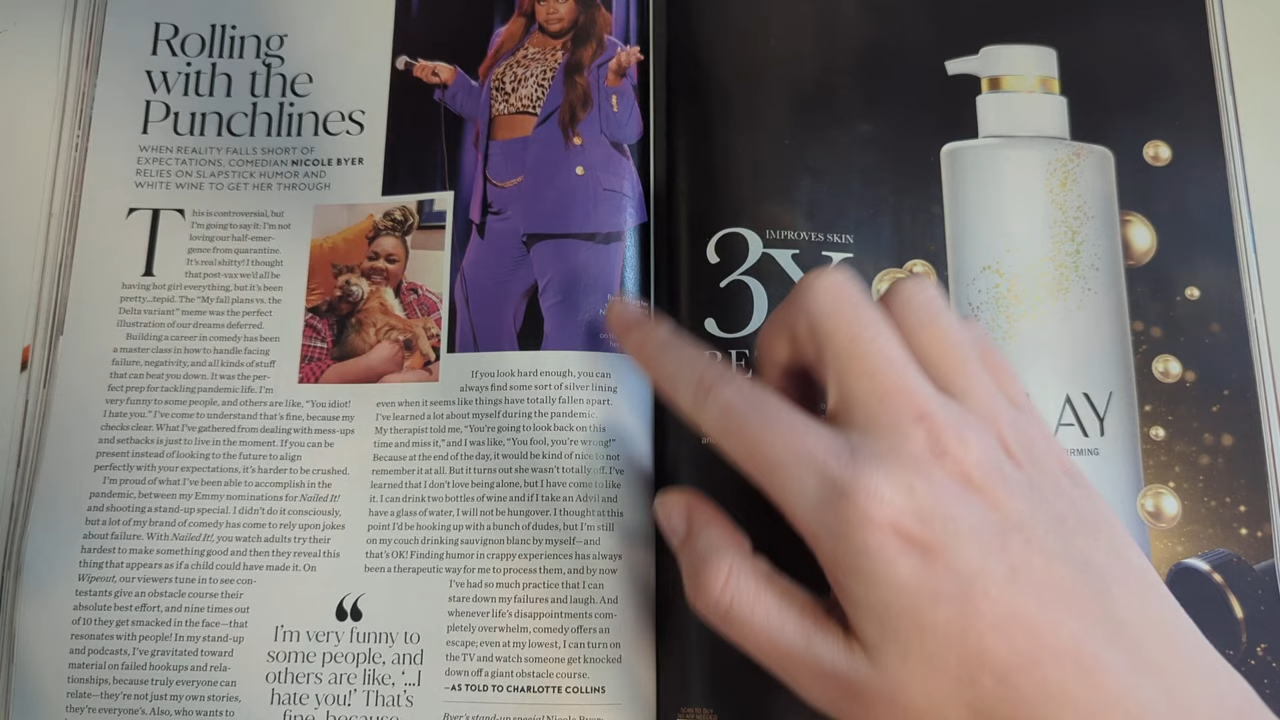 Rolling
with the
Punchlines
WHEN REALITY FALLS SHORT OF
EXPECTATIONS, COMEDIAN NICOLE BYER
RELIES ON SLAPSTICK HUMOR AND
WHITE WINE TO GET HER THROUGH
This is controversial, but
I'm going to say it: I'm not
loving our half-emer-
gence from quarantine.
It's real shitty! I thought
that post-vax we'd all be
having hot girl everything, but it's been
pretty...tepid. The "My fall plans vs. the
Delta variant" meme was the perfect
illustration of our dreams deferred.
Building a career in comedy has been
a master class in how to handle facing
failure, negativity, and all kinds of stuff
that can beat you down. It was the per-
fect prep for tackling pandemic life. I'm
very funny to some people, and others are like, "You idiot!
I hate you." I've come to understand that's fine, because my
checks clear. What I've gathered from dealing with mess-ups
and setbacks is just to live in the moment. If you can be
present instead of looking to the future to align
perfectly with your expectations, it's harder to be crushed.
I'm proud of what I've been able to accomplish in the
pandemic, between my Emmy nominations for Nailed It!
and shooting a stand-up special. I didn't do it consciously,
but a lot of my brand of comedy has come to rely upon jokes
about failure. With Nailed It!, you watch adults try their
hardest to make something good and then they reveal this
thing that appears as if a child could have made it. On
Wipeout, our viewers tune in to see con-
testants give an obstacle course their
absolute best effort, and nine times out
of 10 they get smacked in the face—that
resonates with people! In my stand-up
and podcasts, I've gravitated toward
material on failed hookups and rela-
tionships, because truly everyone can
relate—they're not just my own stories,
they're everyone's. Also, who wants to
“
I'm very funny to
some people, and
others are like, '...I
hate you!' That's
fine, because
If you look hard enough, you can
always find some sort of silver lining
even when it seems like things have totally fallen apart.
I've learned a lot about myself during the pandemic.
My therapist told me, "You're going to look back on this
time and miss it," and I was like, "You fool, you're wrong!"
Because at the end of the day, it would be kind of nice to not
remember it at all. But it turns out she wasn't totally off. I've
learned that I don't love being alone, but I have come to like
it. I can drink two bottles of wine and if I take an Advil and
have a glass of water, I will not be hungover. I thought at this
point I'd be hooking up with a bunch of dudes, but I'm still
on my couch drinking sauvignon blanc by myself—and
that's OK! Finding humor in crappy experiences has always
been a therapeutic way for me to process them, and by now
I've had so much practice that I can
stare down my failures and laugh. And
whenever life's disappointments com-
pletely overwhelm, comedy offers an
escape; even at my lowest, I can turn on
the TV and watch someone get knocked
down off a giant obstacle course.
—AS TOLD TO CHARLOTTE COLLINS
Byer's stand-up special Nicole Byer:
IMPROVES SKIN
3X
BE
AY
RMING